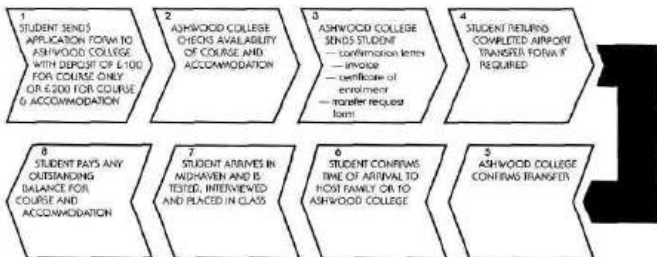 1
STUDENT SENDS
APPLICATION FORM TO
ASHWOOD COLLEGE
WITH DEPOSIT OF £100
FOR COURSE ONLY
OR £200 FOR COURSE
& ACCOMMODATION
2
ASHWOOD COLLEGE
CHECKS AVAILABILITY
OF COURSE AND
ACCOMMODATION
3
ASHWOOD COLLEGE
SENDS STUDENT
— confirmation letter
— invoice
— certificate of
enrolment
— transfer request
form
4
STUDENT RETURNS
COMPLETED AIRPORT
TRANSFER FORM IF
REQUIRED
8
STUDENT PAYS ANY
OUTSTANDING
BALANCE FOR
COURSE AND
ACCOMMODATION
7
STUDENT ARRIVES IN
MIDHAVEN AND IS
TESTED, INTERVIEWED
AND PLACED IN CLASS
6
STUDENT CONFIRMS
TIME OF ARRIVAL TO
HOST FAMILY OR TO
ASHWOOD COLLEGE
5
ASHWOOD COLLEGE
CONFIRMS TRANSFER